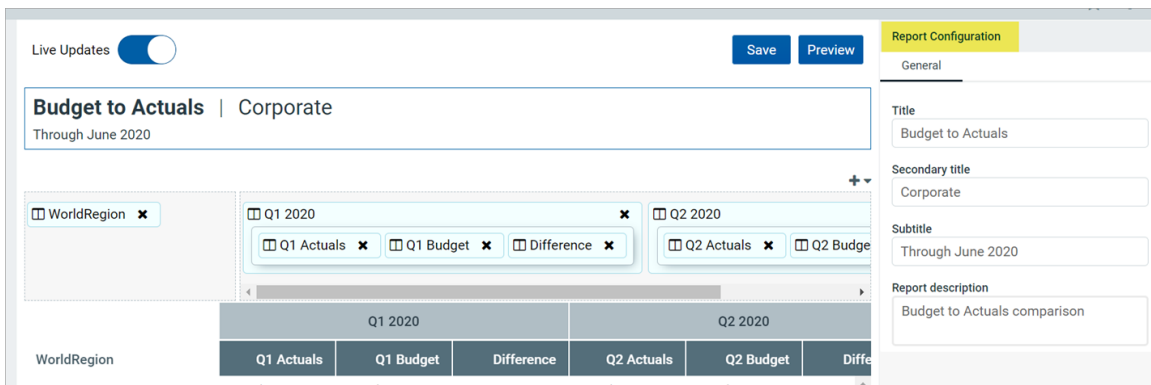 Live Updates
Save
Preview
Budget to Actuals | Corporate
Through June 2020
WorldRegion
Q1 2020
Q2 2020
Q1 Actuals
Q1 Budget
Difference
Q2 Actuals
Q2 Budge
Q1 2020
Q2 2020
WorldRegion
Q1 Actuals
Q1 Budget
Difference
Q2 Actuals
Q2 Budget
Diffe
Report Configuration
General
Title
Budget to Actuals
Secondary title
Corporate
Subtitle
Through June 2020
Report description
Budget to Actuals comparison